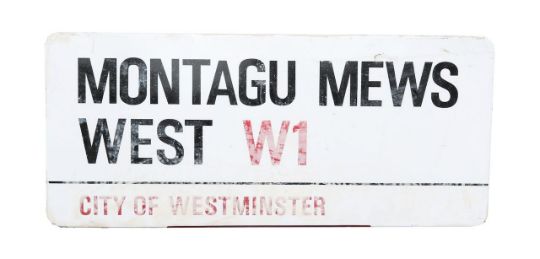 MONTAGU MEWS
WEST W1
CITY OF WESTMINSTER